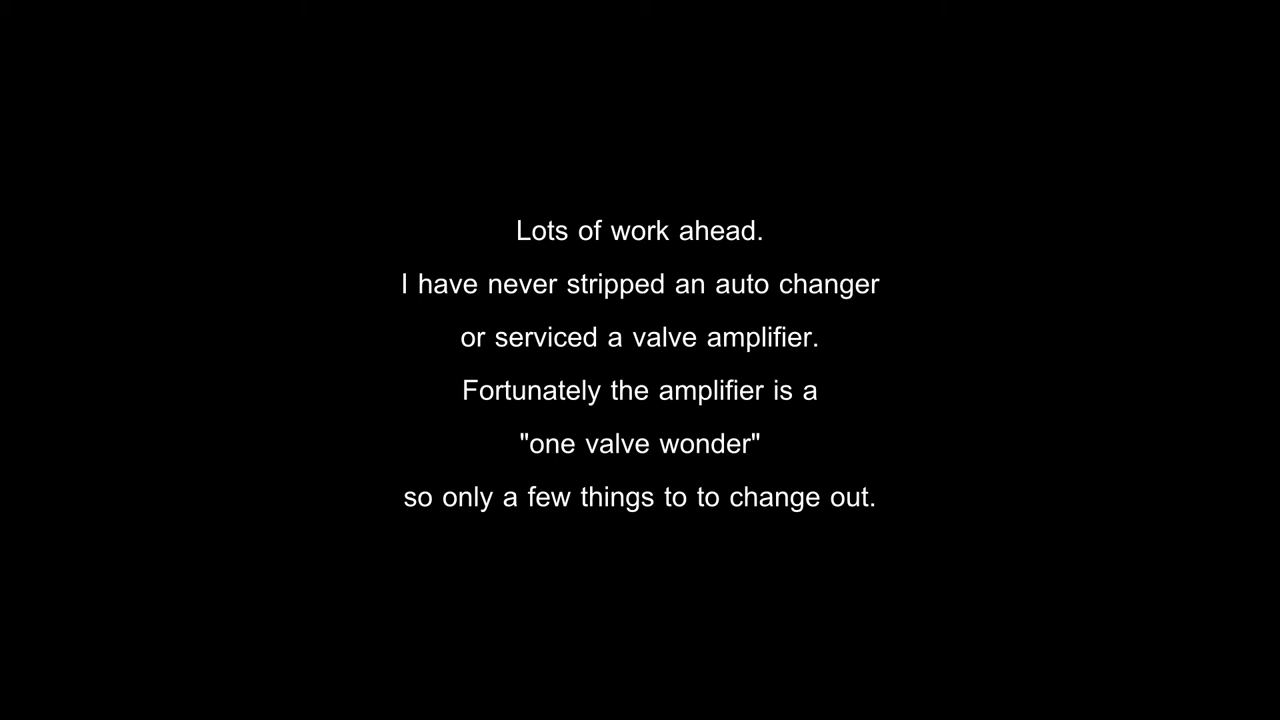 Lots of work ahead.
I have never stripped an auto changer
or serviced a valve amplifier.
Fortunately the amplifier is a
"one valve wonder"
so only a few things to to change out.